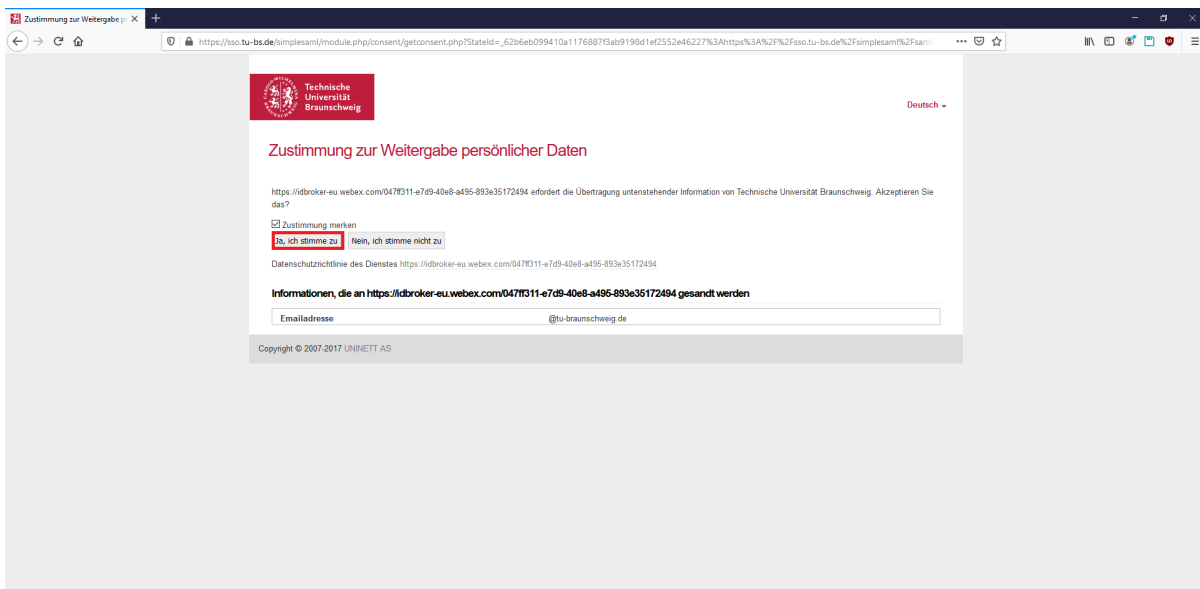 Zustimmung zur Weitergabe p
https://sso.tu-bs.de/simplesaml/module.php/consent/getconsent.php?StateId=_62b6eb099410a1176887f3ab9198d1ef2552e46227%3Ahttps%3A%2F%2Fsso.tu-bs.de%2Fsimplesaml%2Fsaml
Technische
Universität
Braunschweig
Deutsch
Zustimmung zur Weitergabe persönlicher Daten
https://idbroker-eu.webex.com/047ff311-e7d9-40e8-a495-893e35172494 erfordert die Übertragung untenstehender Information von Technische Universität Braunschweig. Akzeptieren Sie
das?
Zustimmung merken
Ja, ich stimme zu Nein, ich stimme nicht zu
Datenschutzrichtlinie des Dienstes https://idbroker-eu.webex.com/047ff311-e7d9-40e8-a495-893e35172494
Informationen, die an https://idbroker-eu.webex.com/047ff311-e7d9-40e8-a495-893e35172494 gesandt werden
Emailadresse @tu-braunschweig.de
Copyright © 2007-2017 UNINETT AS